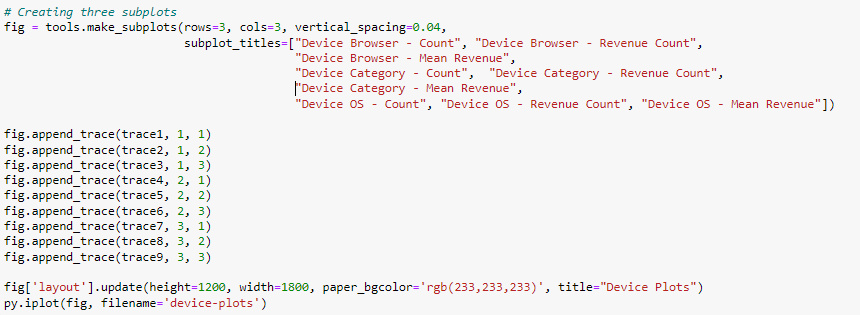 # Creating three subplots
fig = tools.make_subplots(rows=3, cols=3, vertical_spacing=0.04,
                          subplot_titles=["Device Browser - Count", "Device Browser - Revenue Count",
                                          "Device Browser - Mean Revenue",
                                          "Device Category - Count",  "Device Category - Revenue Count",
                                          "Device Category - Mean Revenue",
                                          "Device OS - Count", "Device OS - Revenue Count", "Device OS - Mean Revenue"])
fig.append_trace(trace1, 1, 1)
fig.append_trace(trace2, 1, 2)
fig.append_trace(trace3, 1, 3)
fig.append_trace(trace4, 2, 1)
fig.append_trace(trace5, 2, 2)
fig.append_trace(trace6, 2, 3)
fig.append_trace(trace7, 3, 1)
fig.append_trace(trace8, 3, 2)
fig.append_trace(trace9, 3, 3)
fig['layout'].update(height=1200, width=1800, paper_bgcolor='rgb(233,233,233)', title="Device Plots")
py.iplot(fig, filename='device-plots')